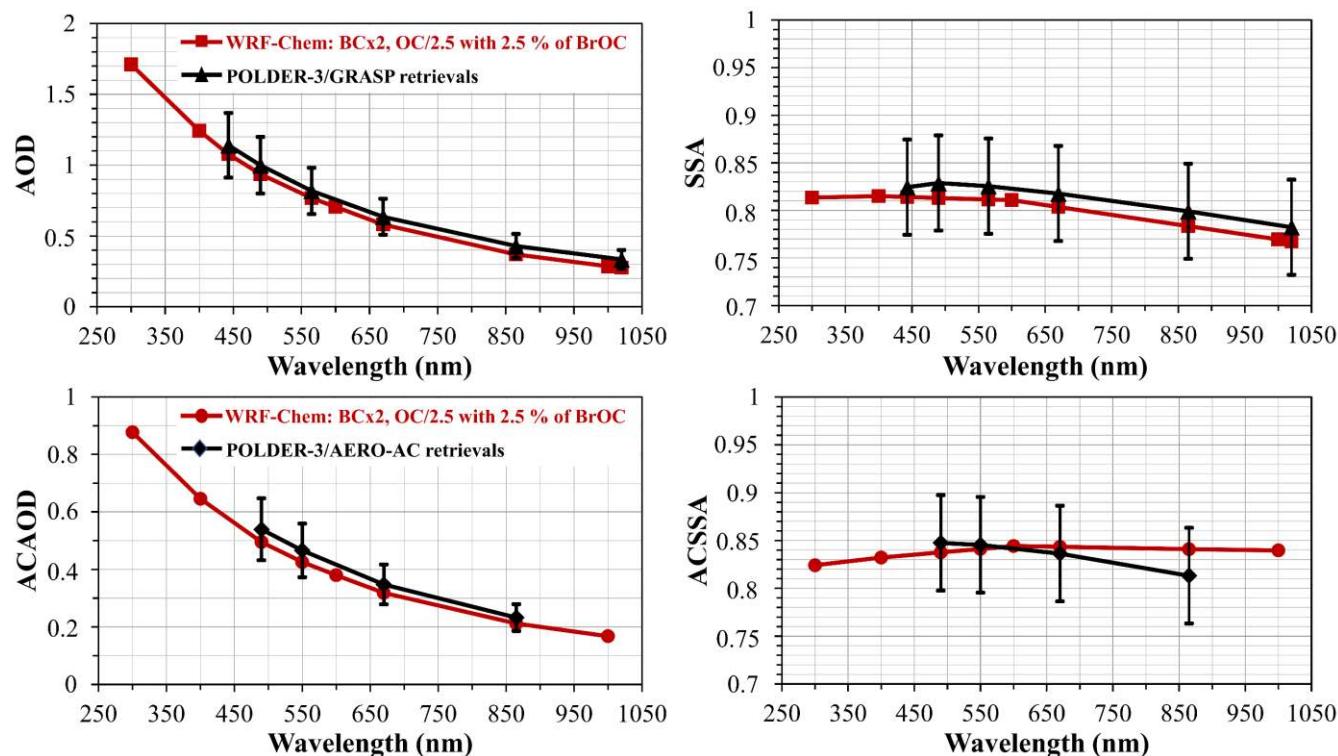 AOD
2
1.5
1
0.5
0
WRF-Chem: BCx2, OC/2.5 with 2.5 % of BrOC
POLDER-3/GRASP retrievals
250 350 450 550 650 750 850 950 1050
Wavelength (nm)
SSA
1
0.95
0.9
0.85
0.8
0.75
0.7
250 350 450 550 650 750 850 950 1050
Wavelength (nm)
ACAOD
1
0.8
0.6
0.4
0.2
0
WRF-Chem: BCx2, OC/2.5 with 2.5 % of BrOC
POLDER-3/AERO-AC retrievals
250 350 450 550 650 750 850 950 1050
Wavelength (nm)
ACSSA
1
0.95
0.9
0.85
0.8
0.75
0.7
250 350 450 550 650 750 850 950 1050
Wavelength (nm)